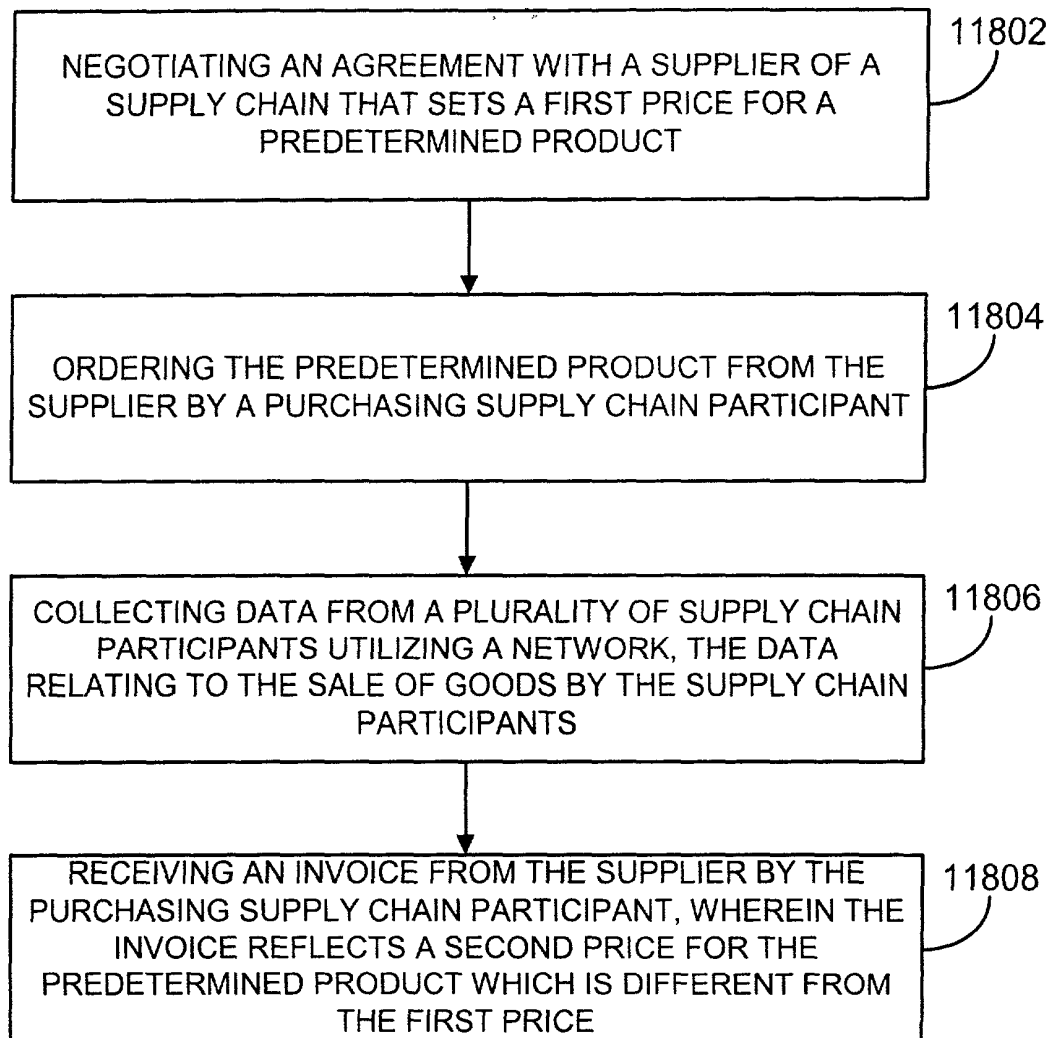 11802
NEGOTIATING AN AGREEMENT WITH A SUPPLIER OF A
SUPPLY CHAIN THAT SETS A FIRST PRICE FOR A
PREDETERMINED PRODUCT
11804
ORDERING THE PREDETERMINED PRODUCT FROM THE
SUPPLIER BY A PURCHASING SUPPLY CHAIN PARTICIPANT
11806
COLLECTING DATA FROM A PLURALITY OF SUPPLY CHAIN
PARTICIPANTS UTILIZING A NETWORK, THE DATA
RELATING TO THE SALE OF GOODS BY THE SUPPLY CHAIN
PARTICIPANTS
11808
RECEIVING AN INVOICE FROM THE SUPPLIER BY THE
PURCHASING SUPPLY CHAIN PARTICIPANT, WHEREIN THE
INVOICE REFLECTS A SECOND PRICE FOR THE
PREDETERMINED PRODUCT WHICH IS DIFFERENT FROM
THE FIRST PRICE